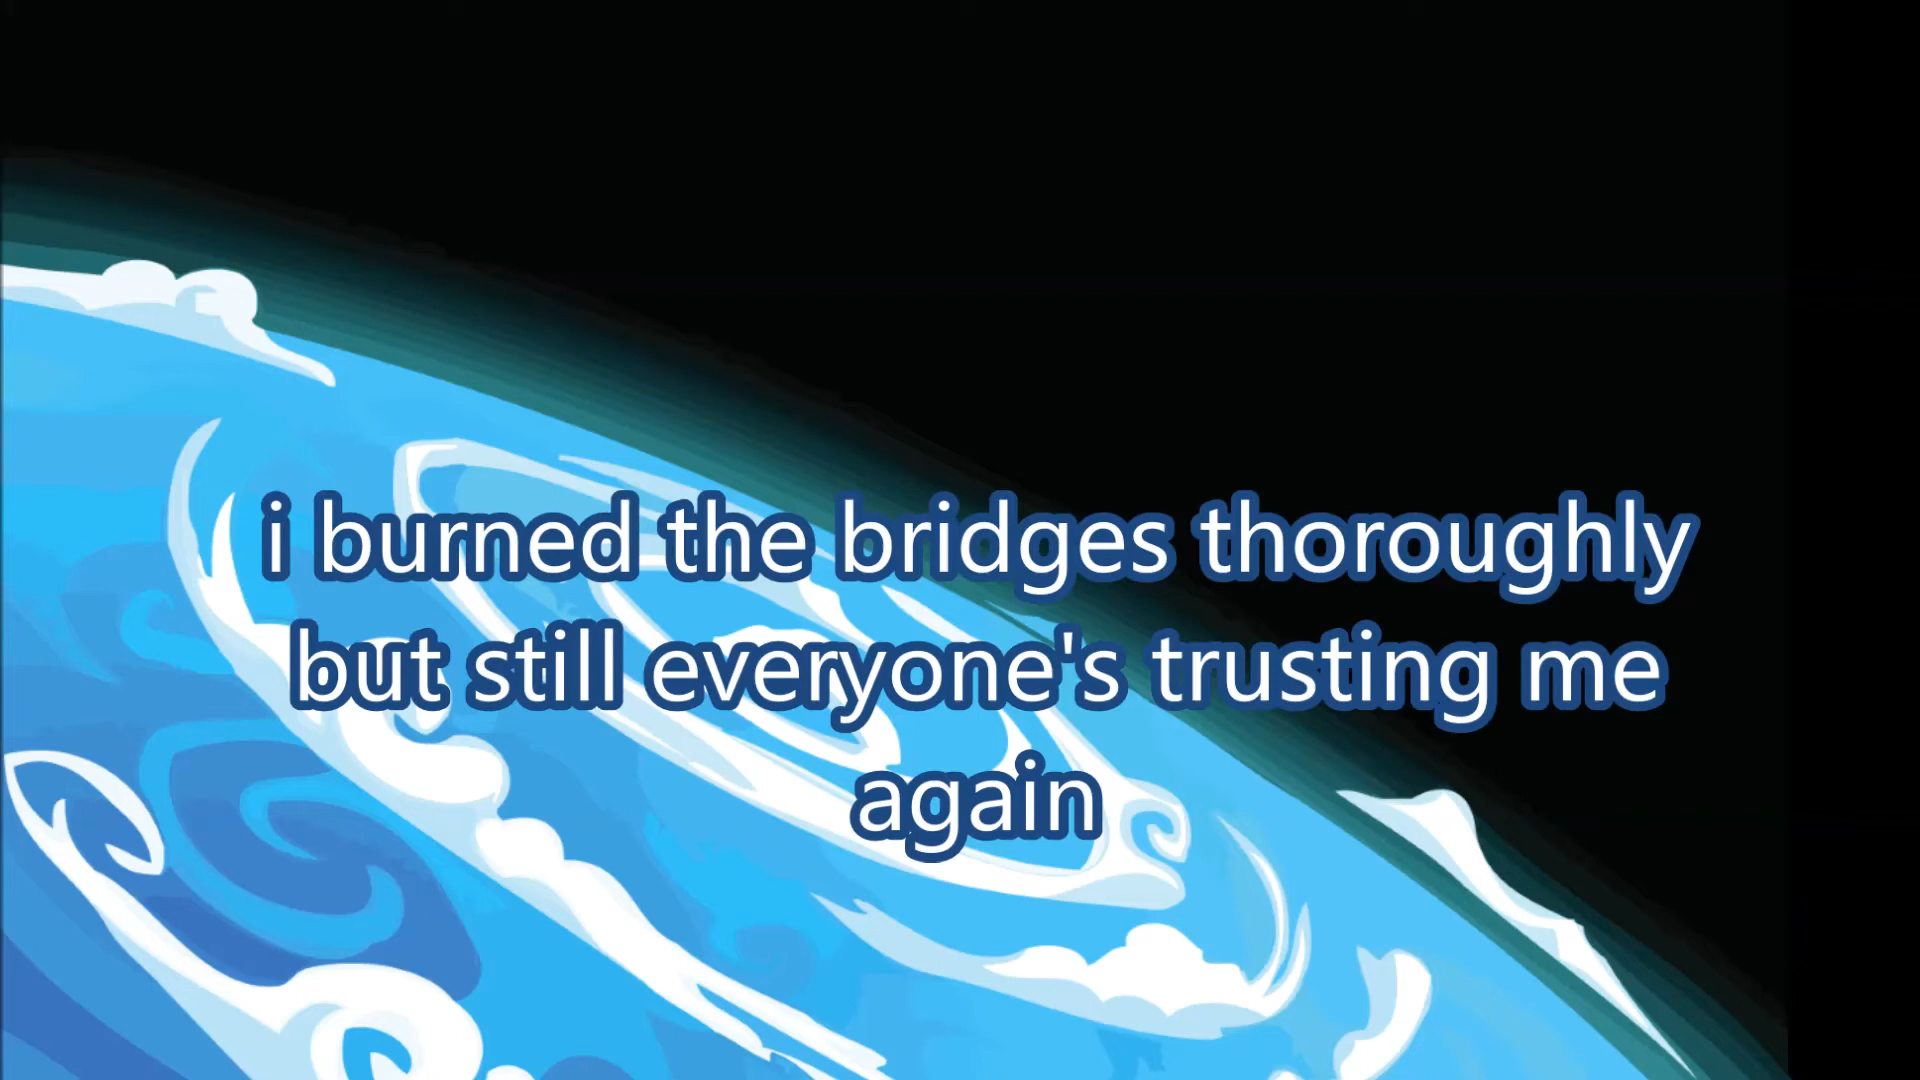 i burned the bridges thoroughly
but still everyone's trusting me
again